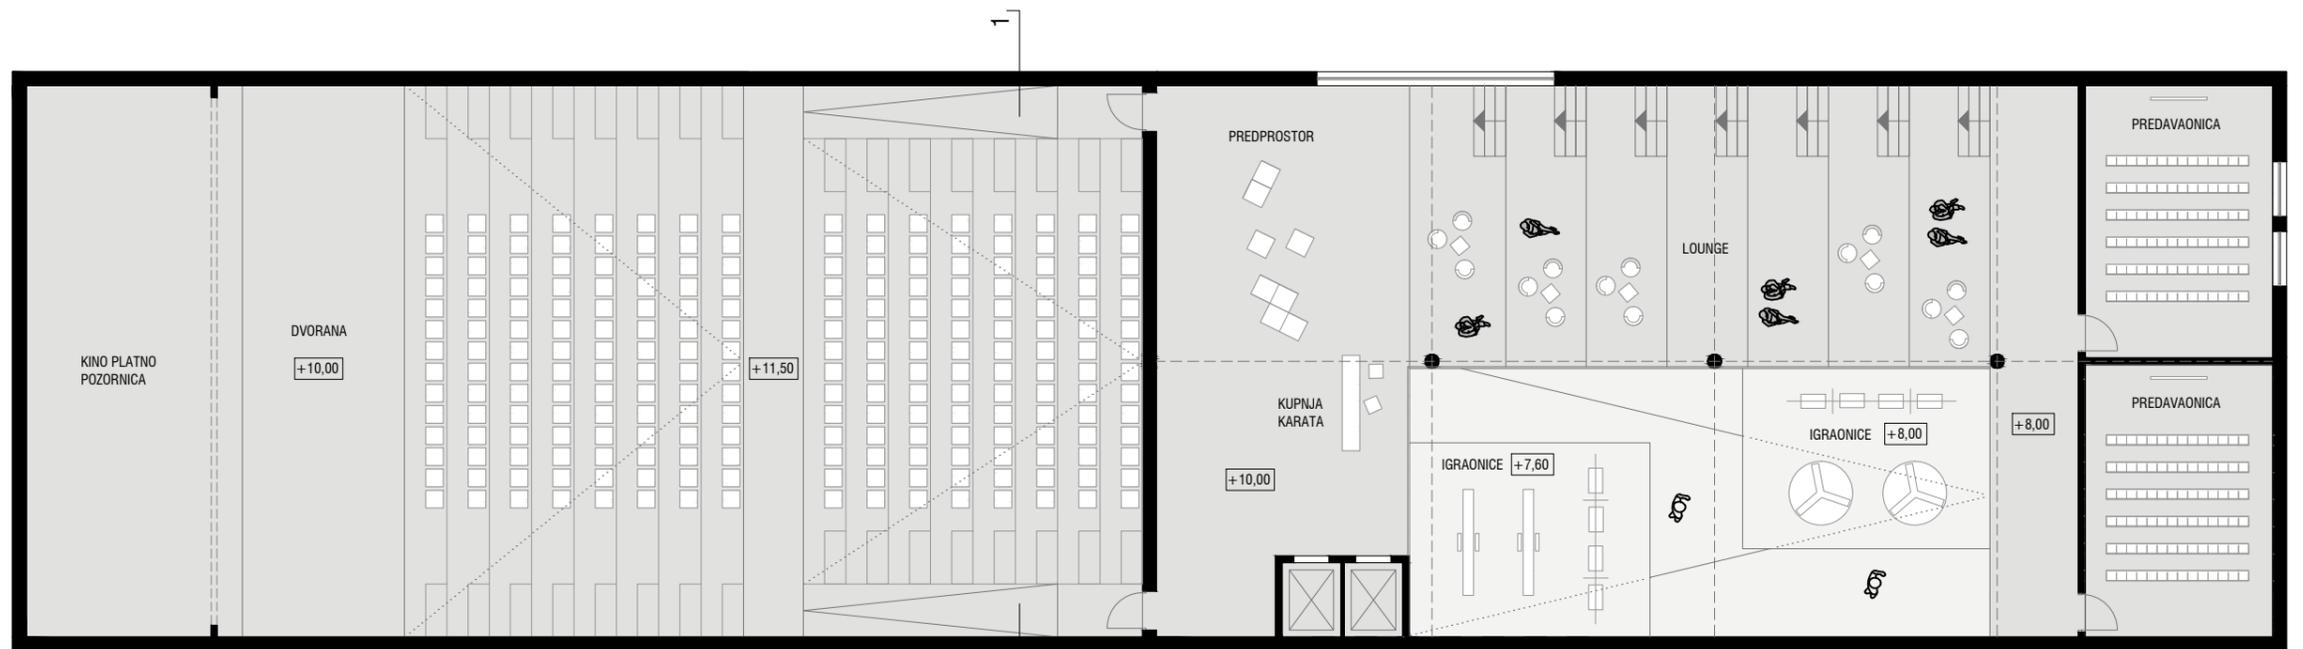 1
PREDPROSTOR
PREDAVAONICA
LOUNGE
DVORANA
+10,00
KINO PLATNO
POZORNICA
+11,50
KUPNJA
KARATA
+10,00
IGRAONICE +7,60
IGRAONICE +8,00
+8,00
PREDAVAONICA